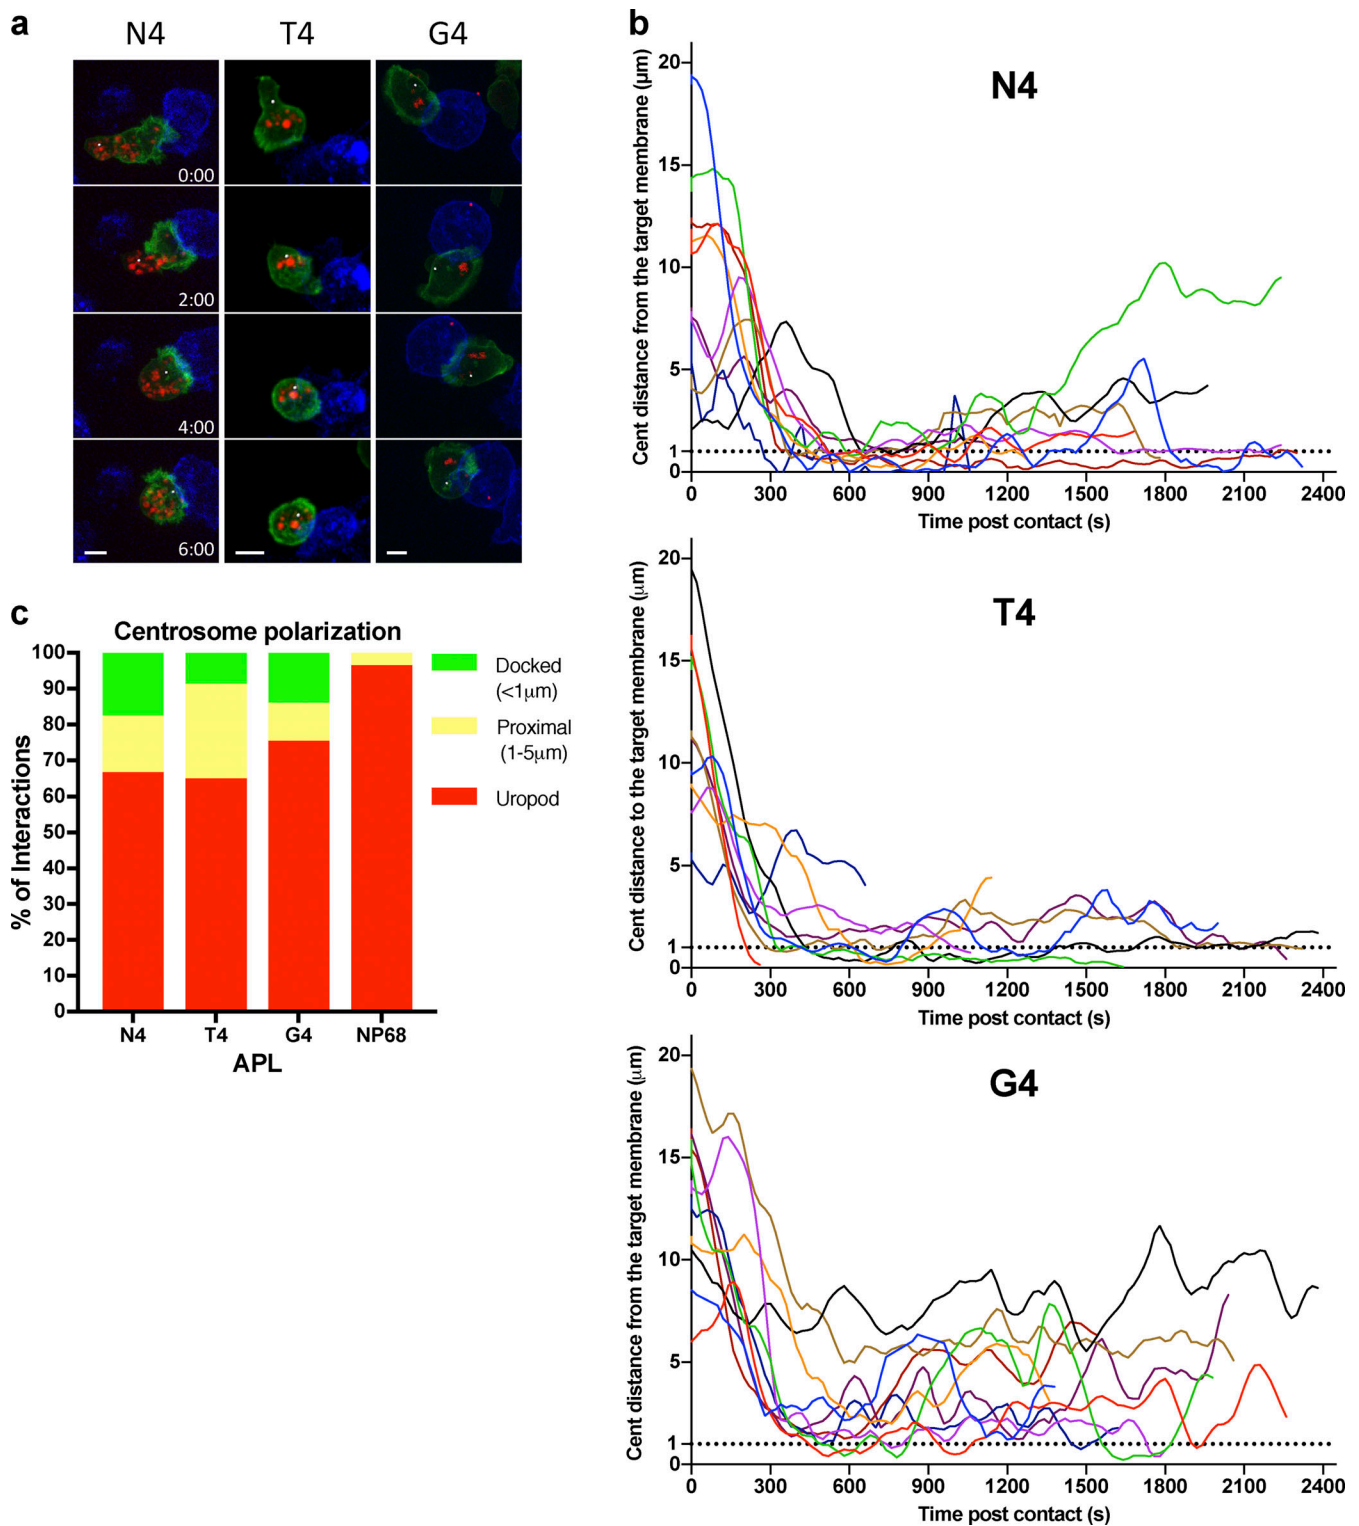 a
N4 T4 G4
0:00
2:00
4:00
6:00
b
N4
Cent distance from the target membrane (µm)
20
15
10
5
1
0
0 300 600 900 1200 1500 1800 2100 2400
Time post contact (s)
T4
Cent distance to the target membrane (µm)
20
15
10
5
1
0
0 300 600 900 1200 1500 1800 2100 2400
Time post contact (s)
G4
Cent distance from the target membrane (µm)
20
15
10
5
1
0
0 300 600 900 1200 1500 1800 2100 2400
Time post contact (s)
c
Centrosome polarization
% of Interactions
100
90
80
70
60
50
40
30
20
10
0
N4 T4 G4 NP68
APL
Docked
(<1µm)
Proximal
(1-5µm)
Uropod